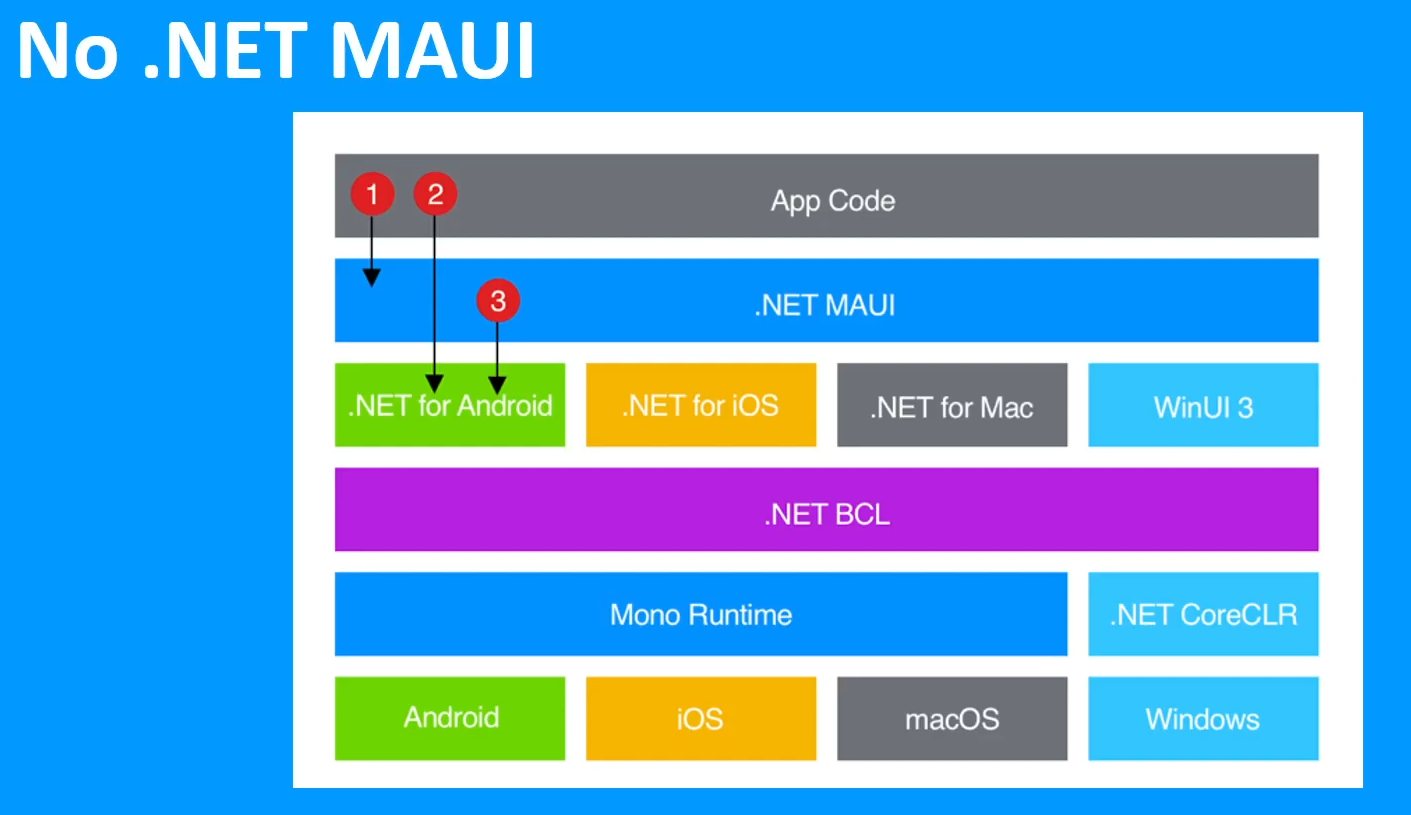 No .NET MAUI
1 2 App Code
3 .NET MAUI
.NET for Android .NET for iOS .NET for Mac WinUI 3
.NET BCL
Mono Runtime .NET CoreCLR
Android iOS macOS Windows